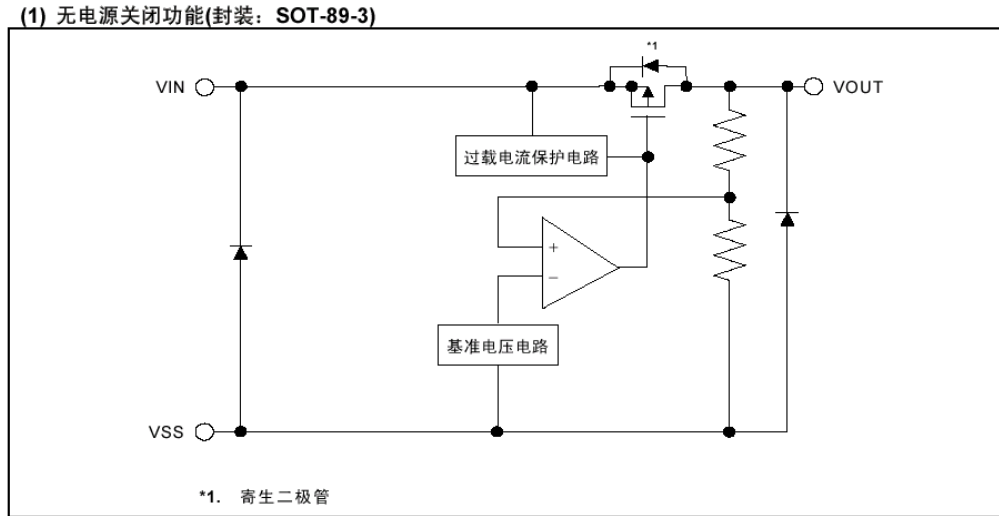 (1) 无电源关闭功能(封装：SOT-89-3)
*1
VIN
VOUT
过载电流保护电路
+
−
基准电压电路
VSS
*1. 寄生二极管